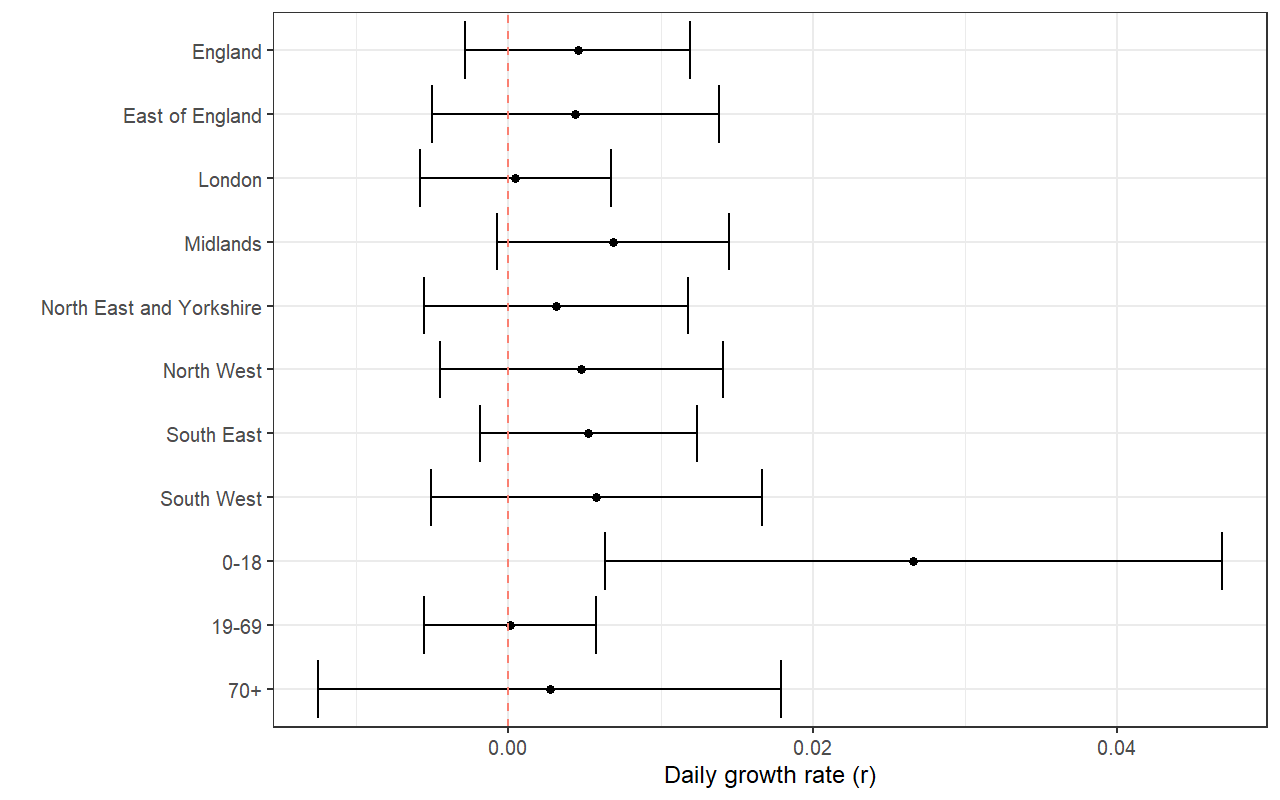 England
East of England
London
Midlands
North East and Yorkshire
North West
South East
South West
0-18
19-69
70+
0.00 0.02 0.04
Daily growth rate (r)